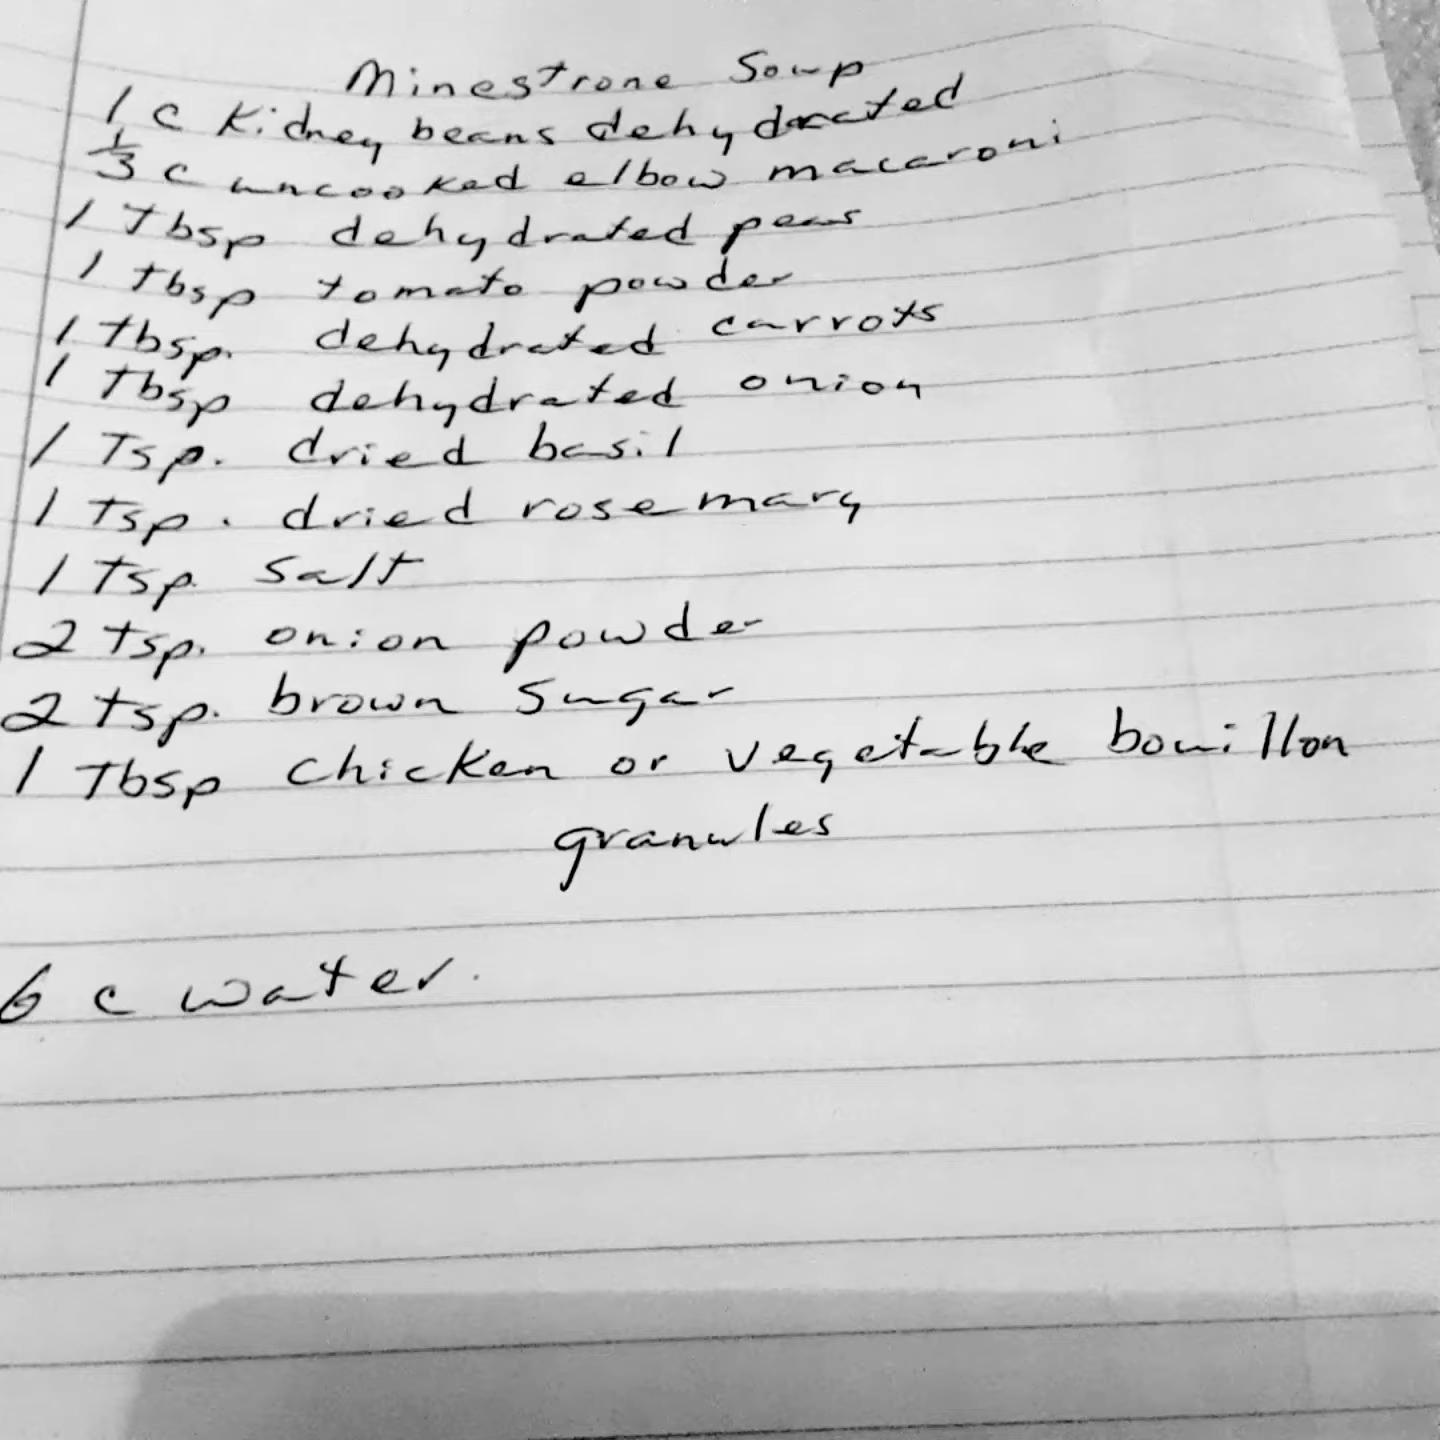 Minestrone Soup
1 c Kidney beans dehydrated
1/3 c uncooked elbow macaroni
1 Tbsp dehydrated peas
1 Tbsp tomato powder
1 Tbsp. dehydrated carrots
1 Tbsp dehydrated onion
1 Tsp. dried basil
1 Tsp. dried rosemary
1 Tsp. Salt
2 tsp. onion powder
2 tsp. brown Sugar
1 Tbsp Chicken or vegetable bouillon
granules
6 c water.